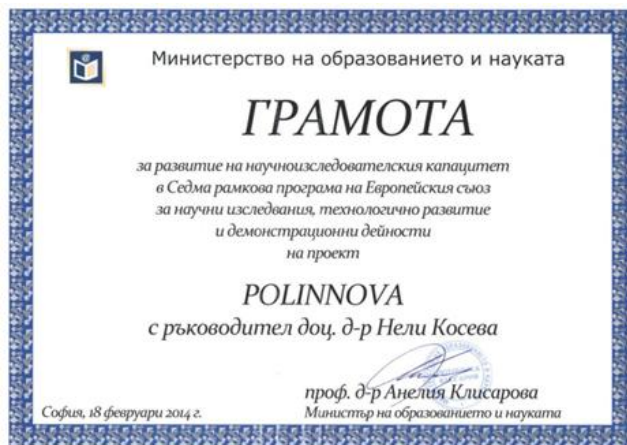 Министерство на образованието и науката
ГРАМОТА
за развитие на научноизследователския капацитет
в Седма рамкова програма на Европейския съюз
за научни изследвания, технологично развитие
и демонстрационни дейности
на проект
POLINNOVA
с ръководител доц. д-р Нели Косева
проф. д-р Анелия Клисарова
София, 18 февруари 2014 г.
Министър на образованието и науката